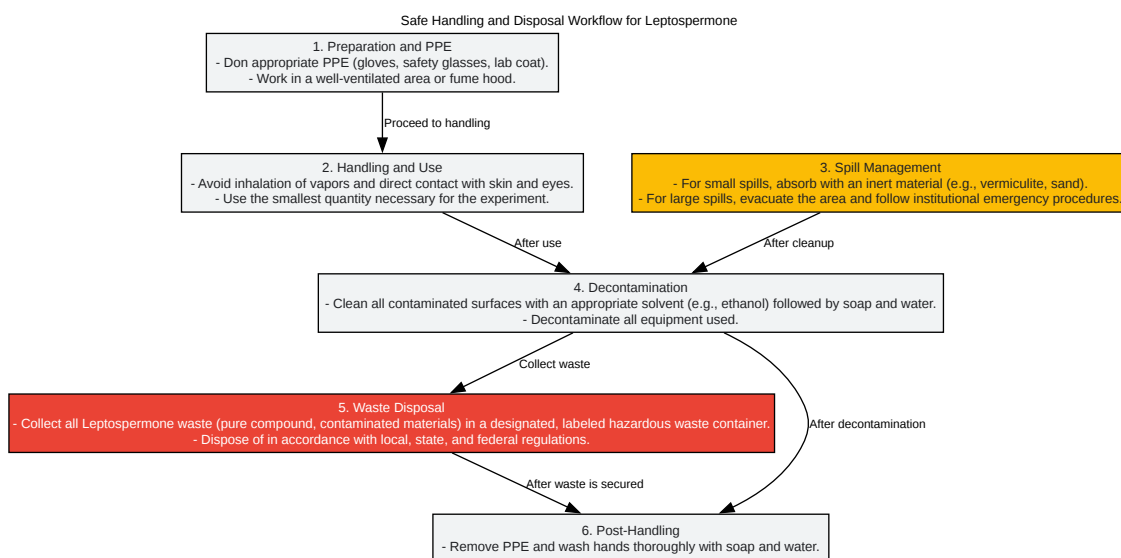 Safe Handling and Disposal Workflow for Leptospermone
1. Preparation and PPE
- Don appropriate PPE (gloves, safety glasses, lab coat).
- Work in a well-ventilated area or fume hood.
Proceed to handling
2. Handling and Use
- Avoid inhalation of vapors and direct contact with skin and eyes.
- Use the smallest quantity necessary for the experiment.
3. Spill Management
- For small spills, absorb with an inert material (e.g., vermiculite, sand).
- For large spills, evacuate the area and follow institutional emergency procedures.
After use
After cleanup
4. Decontamination
- Clean all contaminated surfaces with an appropriate solvent (e.g., ethanol) followed by soap and water.
- Decontaminate all equipment used.
Collect waste
5. Waste Disposal
- Collect all Leptospermone waste (pure compound, contaminated materials) in a designated, labeled hazardous waste container.
- Dispose of in accordance with local, state, and federal regulations.
After decontamination
After waste is secured
6. Post-Handling
- Remove PPE and wash hands thoroughly with soap and water.